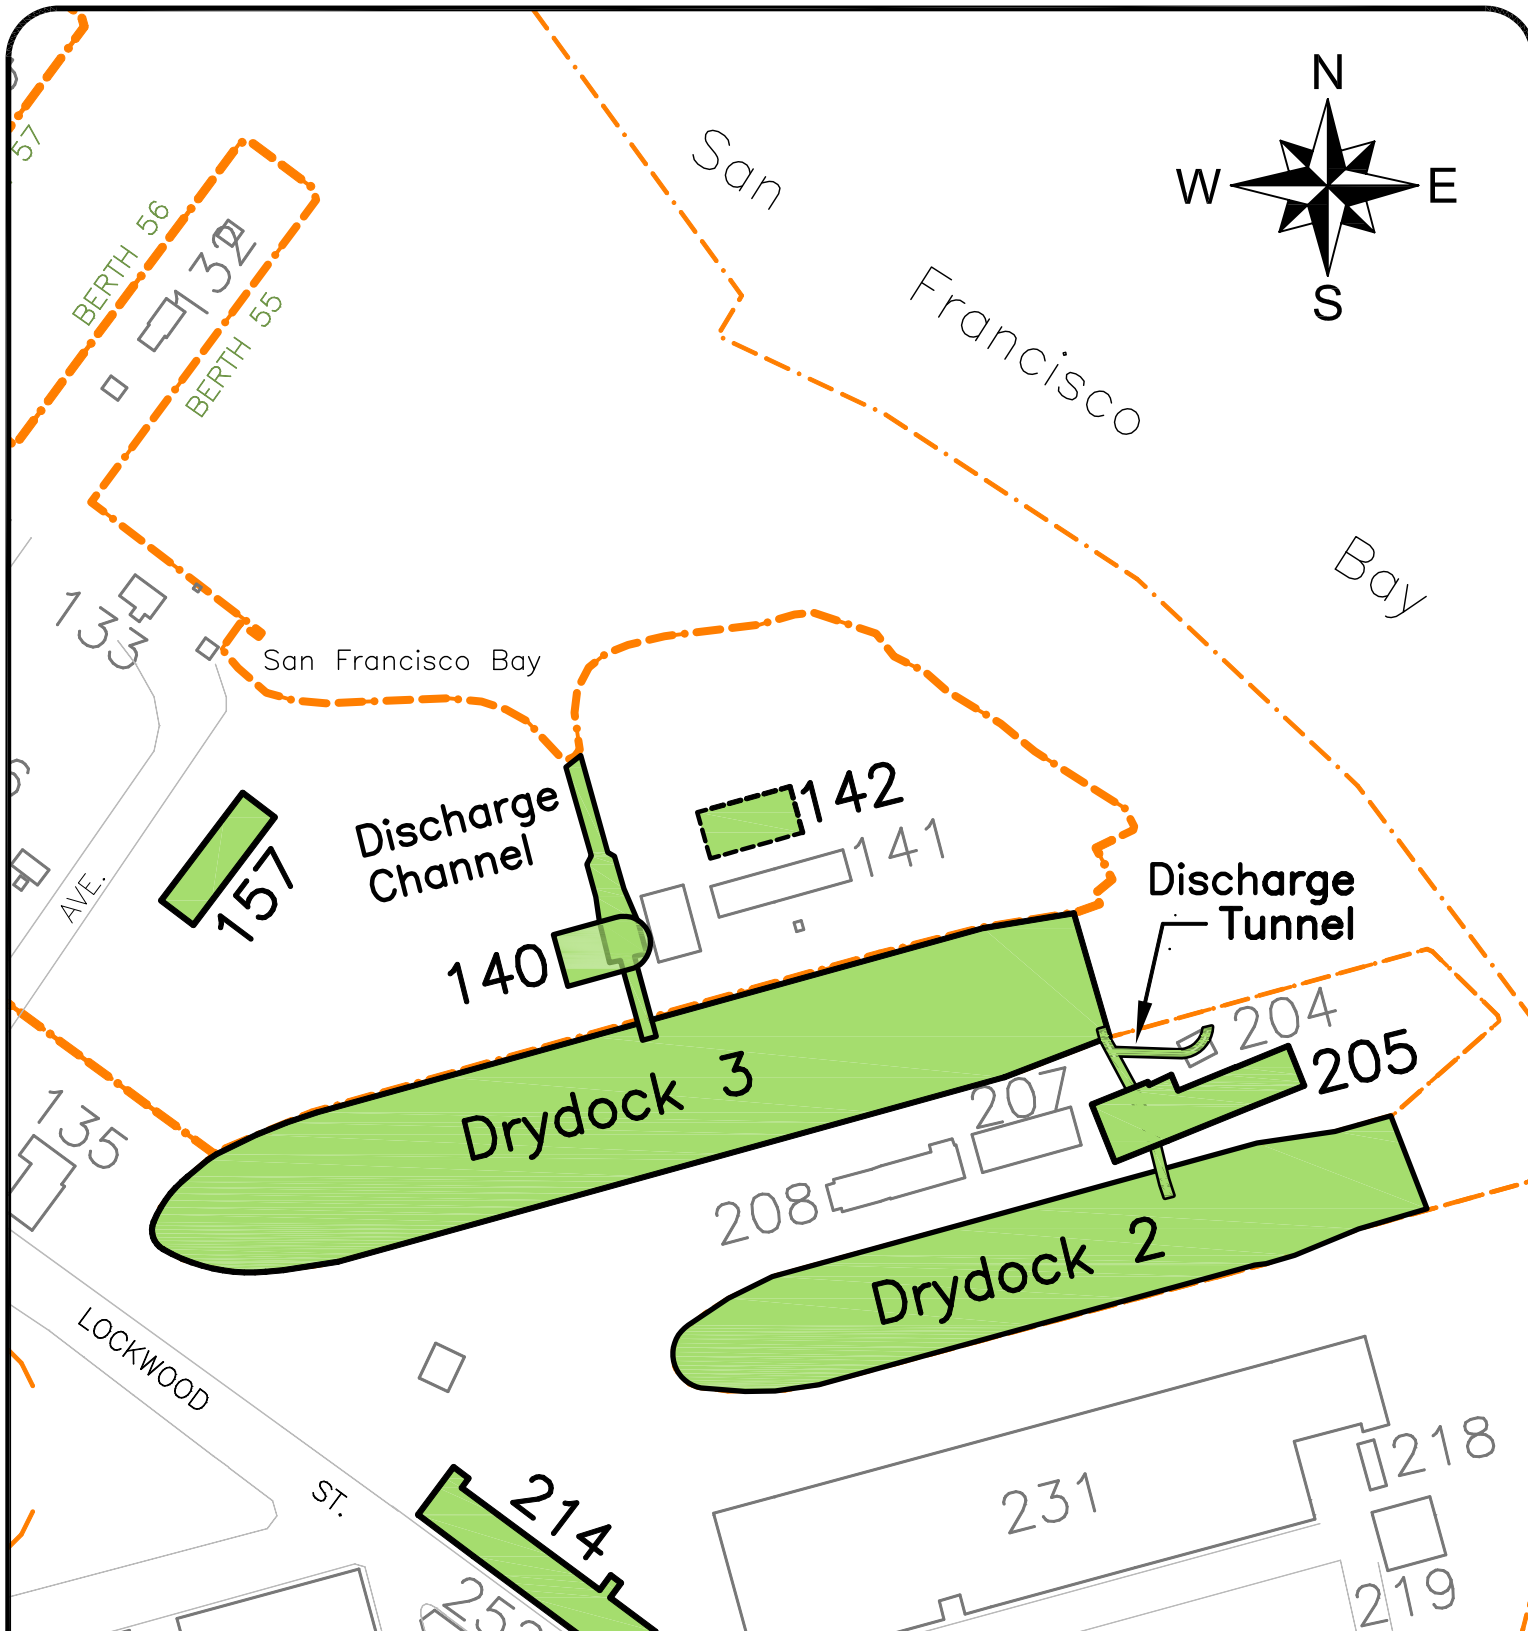 N
W
E
S
57
San
BERTH 56
132
Francisco
BERTH 55
Bay
133
San Francisco Bay
142
Discharge
Channel
141
157
AVE.
Discharge
Tunnel
140
204
205
Drydock 3
207
135
208
Drydock 2
LOCKWOOD
ST.
214
218
231
219